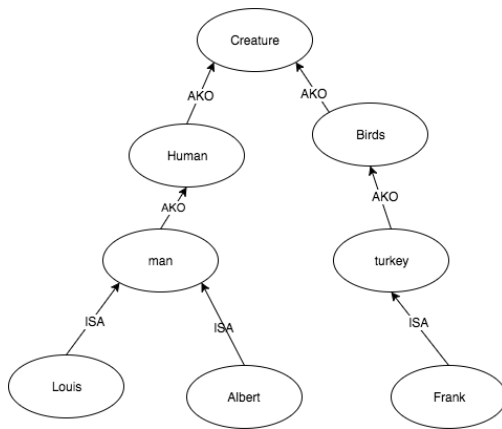 Creature
AKO
AKO
Birds
Human
AKO
AKO
man
turkey
ISA
ISA
ISA
Louis
Albert
Frank